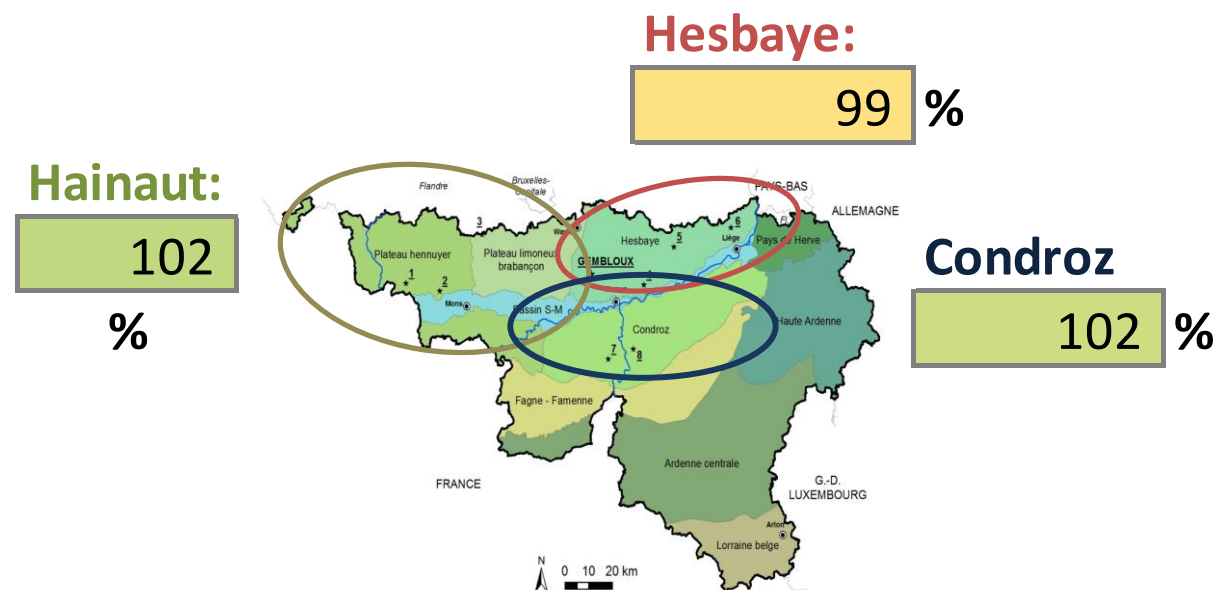 Hesbaye:
99 %
Hainaut:
102
%
Condroz
102 %
Flandre
Bruxelles-
Capitale
PAYS-BAS
ALLEMAGNE
3
6
5
Hesbaye
Liège
Pays de Herve
Plateau hennuyer
Plateau limoneux
brabançon
GEMBLOUX
1
2
Mons
Bassin S-M
Condroz
Haute Ardenne
7
8
Fagne - Famenne
Ardenne centrale
FRANCE
G.-D.
LUXEMBOURG
Arlon
Lorraine belge
N
0 10 20 km